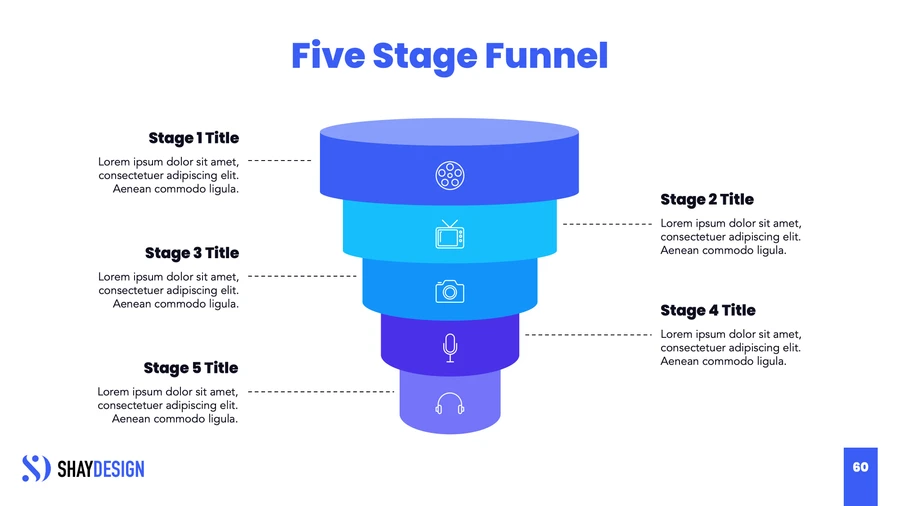 Five Stage Funnel
Stage 1 Title
Lorem ipsum dolor sit amet,
consectetuer adipiscing elit.
Aenean commodo ligula.
Stage 2 Title
Lorem ipsum dolor sit amet,
consectetuer adipiscing elit.
Aenean commodo ligula.
Stage 3 Title
Lorem ipsum dolor sit amet,
consectetuer adipiscing elit.
Aenean commodo ligula.
Stage 4 Title
Lorem ipsum dolor sit amet,
consectetuer adipiscing elit.
Aenean commodo ligula.
Stage 5 Title
Lorem ipsum dolor sit amet,
consectetuer adipiscing elit.
Aenean commodo ligula.
SHAYDESIGN
60